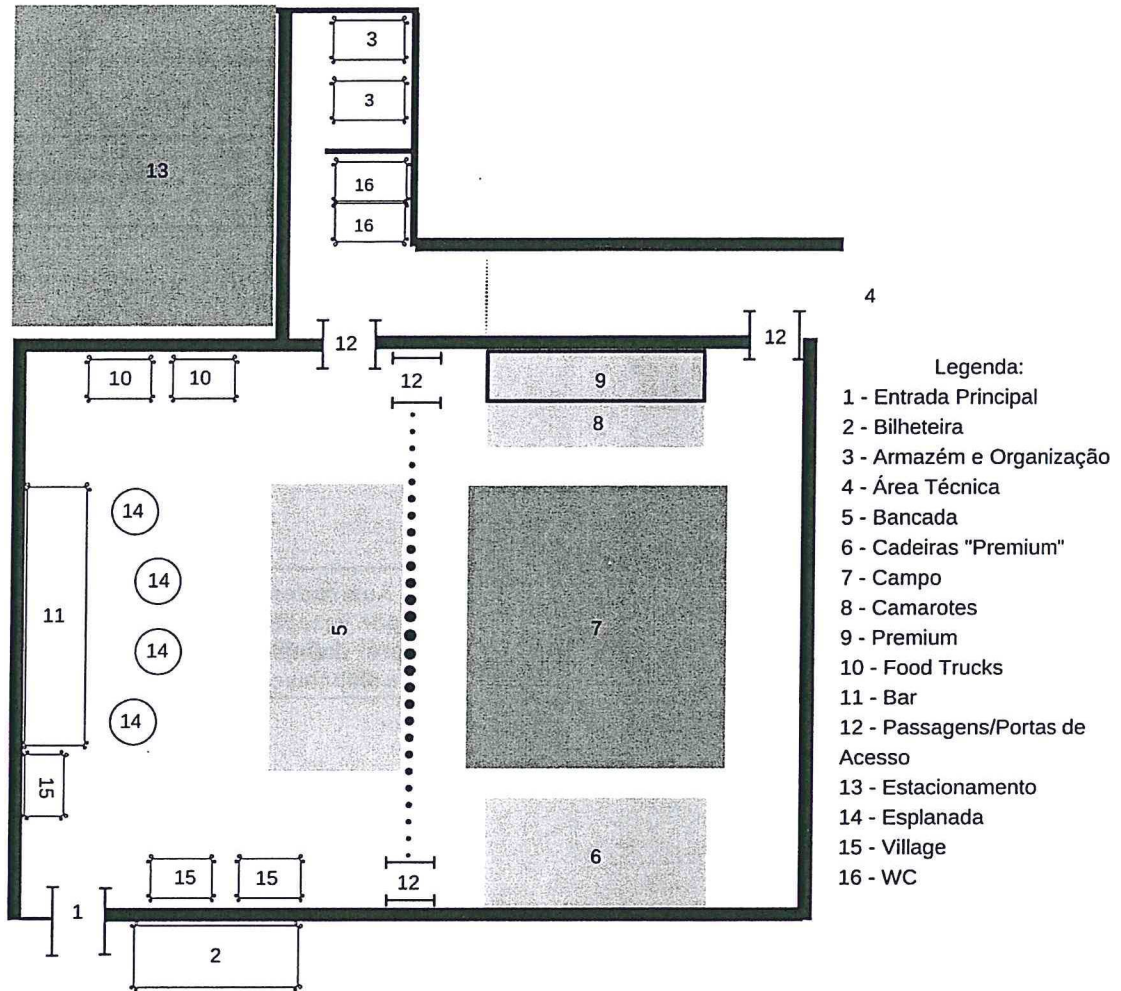 3
3
13
16
16
4
12
12
10
10
12
9
8
14
14
11
5
7
14
14
15
6
15
15
12
1
2
Legenda:
1 - Entrada Principal
2 - Bilheteira
3 - Armazém e Organização
4 - Área Técnica
5 - Bancada
6 - Cadeiras "Premium"
7 - Campo
8 - Camarotes
9 - Premium
10 - Food Trucks
11 - Bar
12 - Passagens/Portas de
Acesso
13 - Estacionamento
14 - Esplanada
15 - Village
16 - WC